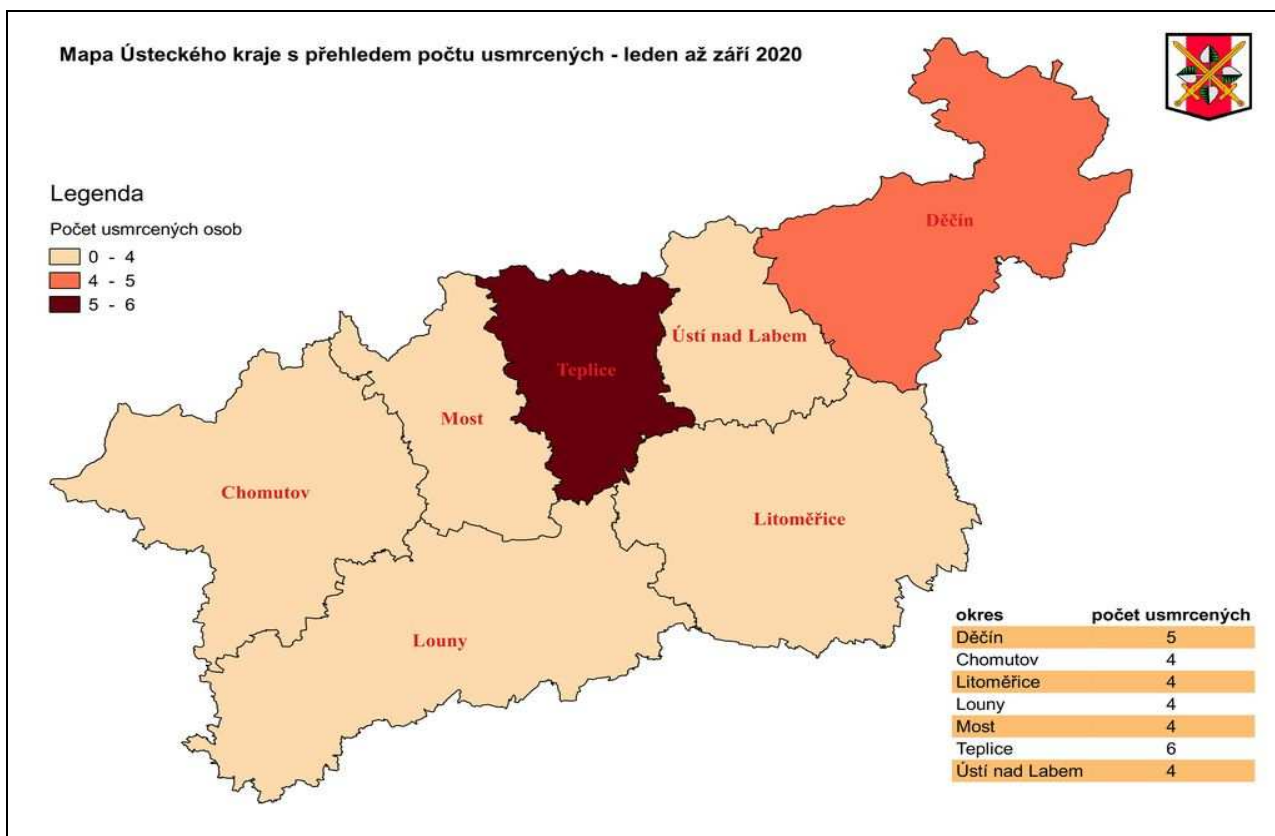 Mapa Ústeckého kraje s přehledem počtu usmrcených - leden až září 2020
Legenda
Počet usmrcených osob
0 - 4
4 - 5
5 - 6
Děčín
Ústí nad Labem
Teplice
Most
Chomutov
Litoměřice
Louny
okres počet usmrcených
Děčín 5
Chomutov 4
Litoměřice 4
Louny 4
Most 4
Teplice 6
Ústí nad Labem 4